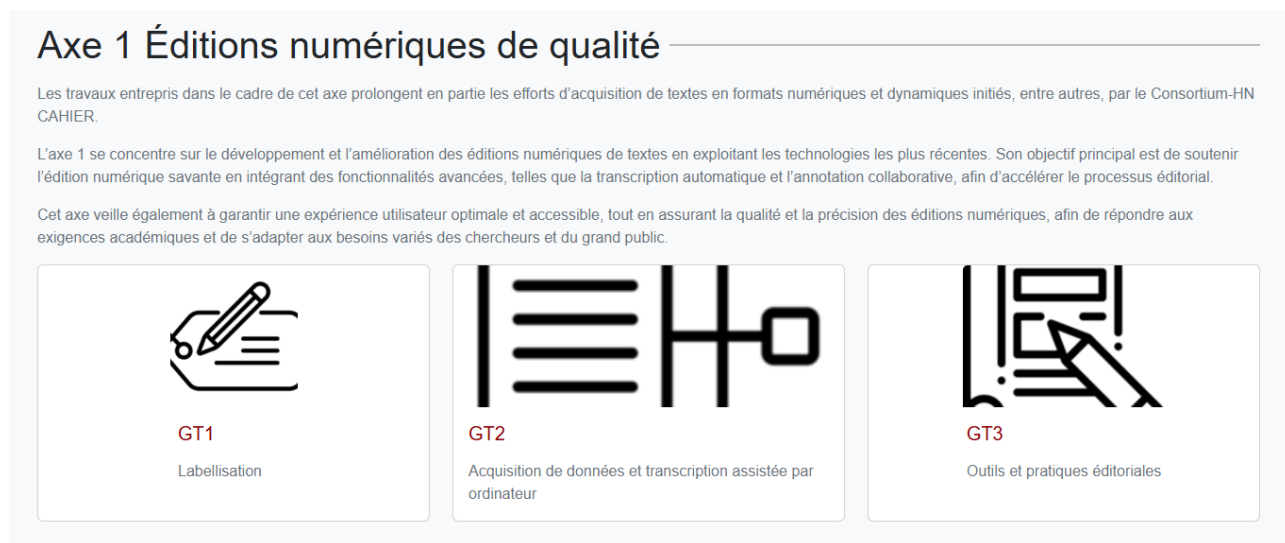 Axe 1 Éditions numériques de qualité
Les travaux entrepris dans le cadre de cet axe prolongent en partie les efforts d’acquisition de textes en formats numériques et dynamiques initiés, entre autres, par le Consortium-HN
CAHIER.
L’axe 1 se concentre sur le développement et l’amélioration des éditions numériques de textes en exploitant les technologies les plus récentes. Son objectif principal est de soutenir
l’édition numérique savante en intégrant des fonctionnalités avancées, telles que la transcription automatique et l’annotation collaborative, afin d’accélérer le processus éditorial.
Cet axe veille également à garantir une expérience utilisateur optimale et accessible, tout en assurant la qualité et la précision des éditions numériques, afin de répondre aux
exigences académiques et de s’adapter aux besoins variés des chercheurs et du grand public.
GT1
Labellisation
GT2
Acquisition de données et transcription assistée par
ordinateur
GT3
Outils et pratiques éditoriales